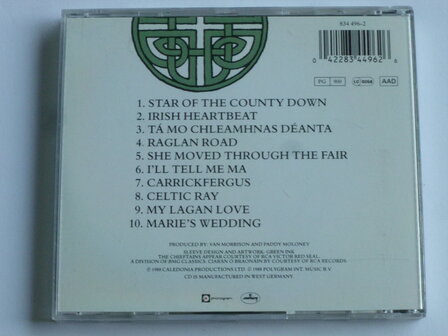 834 496-2
0 42283 44962 6
PG 900 LC 0268 AAD
1. STAR OF THE COUNTY DOWN
2. IRISH HEARTBEAT
3. TÁ MO CHLEAMHNAS DÉANTA
4. RAGLAN ROAD
5. SHE MOVED THROUGH THE FAIR
6. I'LL TELL ME MA
7. CARRICKFERGUS
8. CELTIC RAY
9. MY LAGAN LOVE
10. MARIE'S WEDDING
PRODUCED BY: VAN MORRISON AND PADDY MOLONEY
SLEEVE DESIGN AND ARTWORK: GREEN INK
THE CHIEFTAINS APPEAR COURTESY OF RCA VICTOR RED SEAL,
A DIVISION OF BMG CLASSICS. CIARAN O BRAONAIN BY COURTESY OF RCA RECORDS.
℗ 1988 CALEDONIA PRODUCTIONS LTD. © 1988 POLYGRAM INT. MUSIC B.V.
CD IS MANUFACTURED IN WEST GERMANY.
phonogram